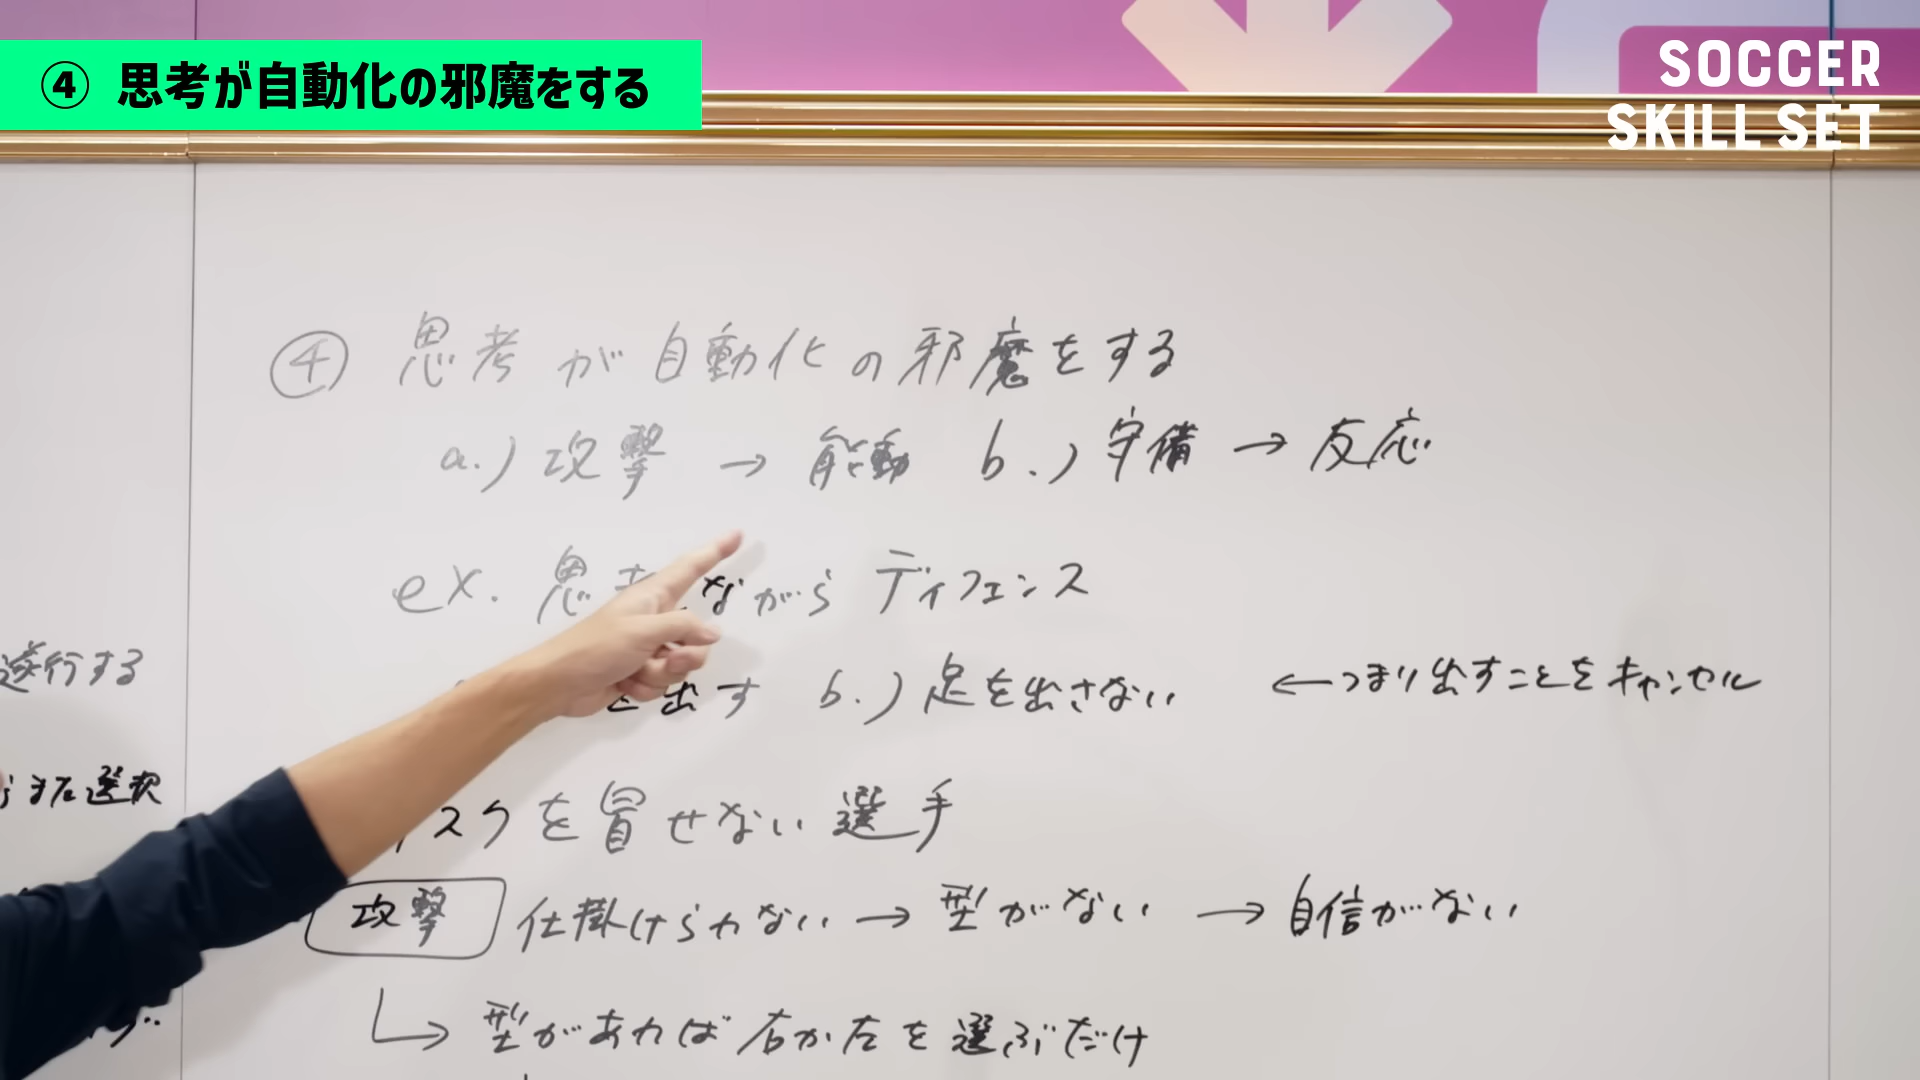 ④ 思考が自動化の邪魔をする
SOCCER
SKILL SET
④ 思考が自動化の邪魔をする
a.) 攻撃 → 能動 b.) 守備 → 反応
ex. 思考 ながら ディフェンス
を出す b.) 足を出さない ←つまり出すことをキャンセル
スクを冒せない選手
攻撃 仕掛けられない → 型がない → 自信がない
↳ 型があれば右か左を選ぶだけ
遂行する
また選択